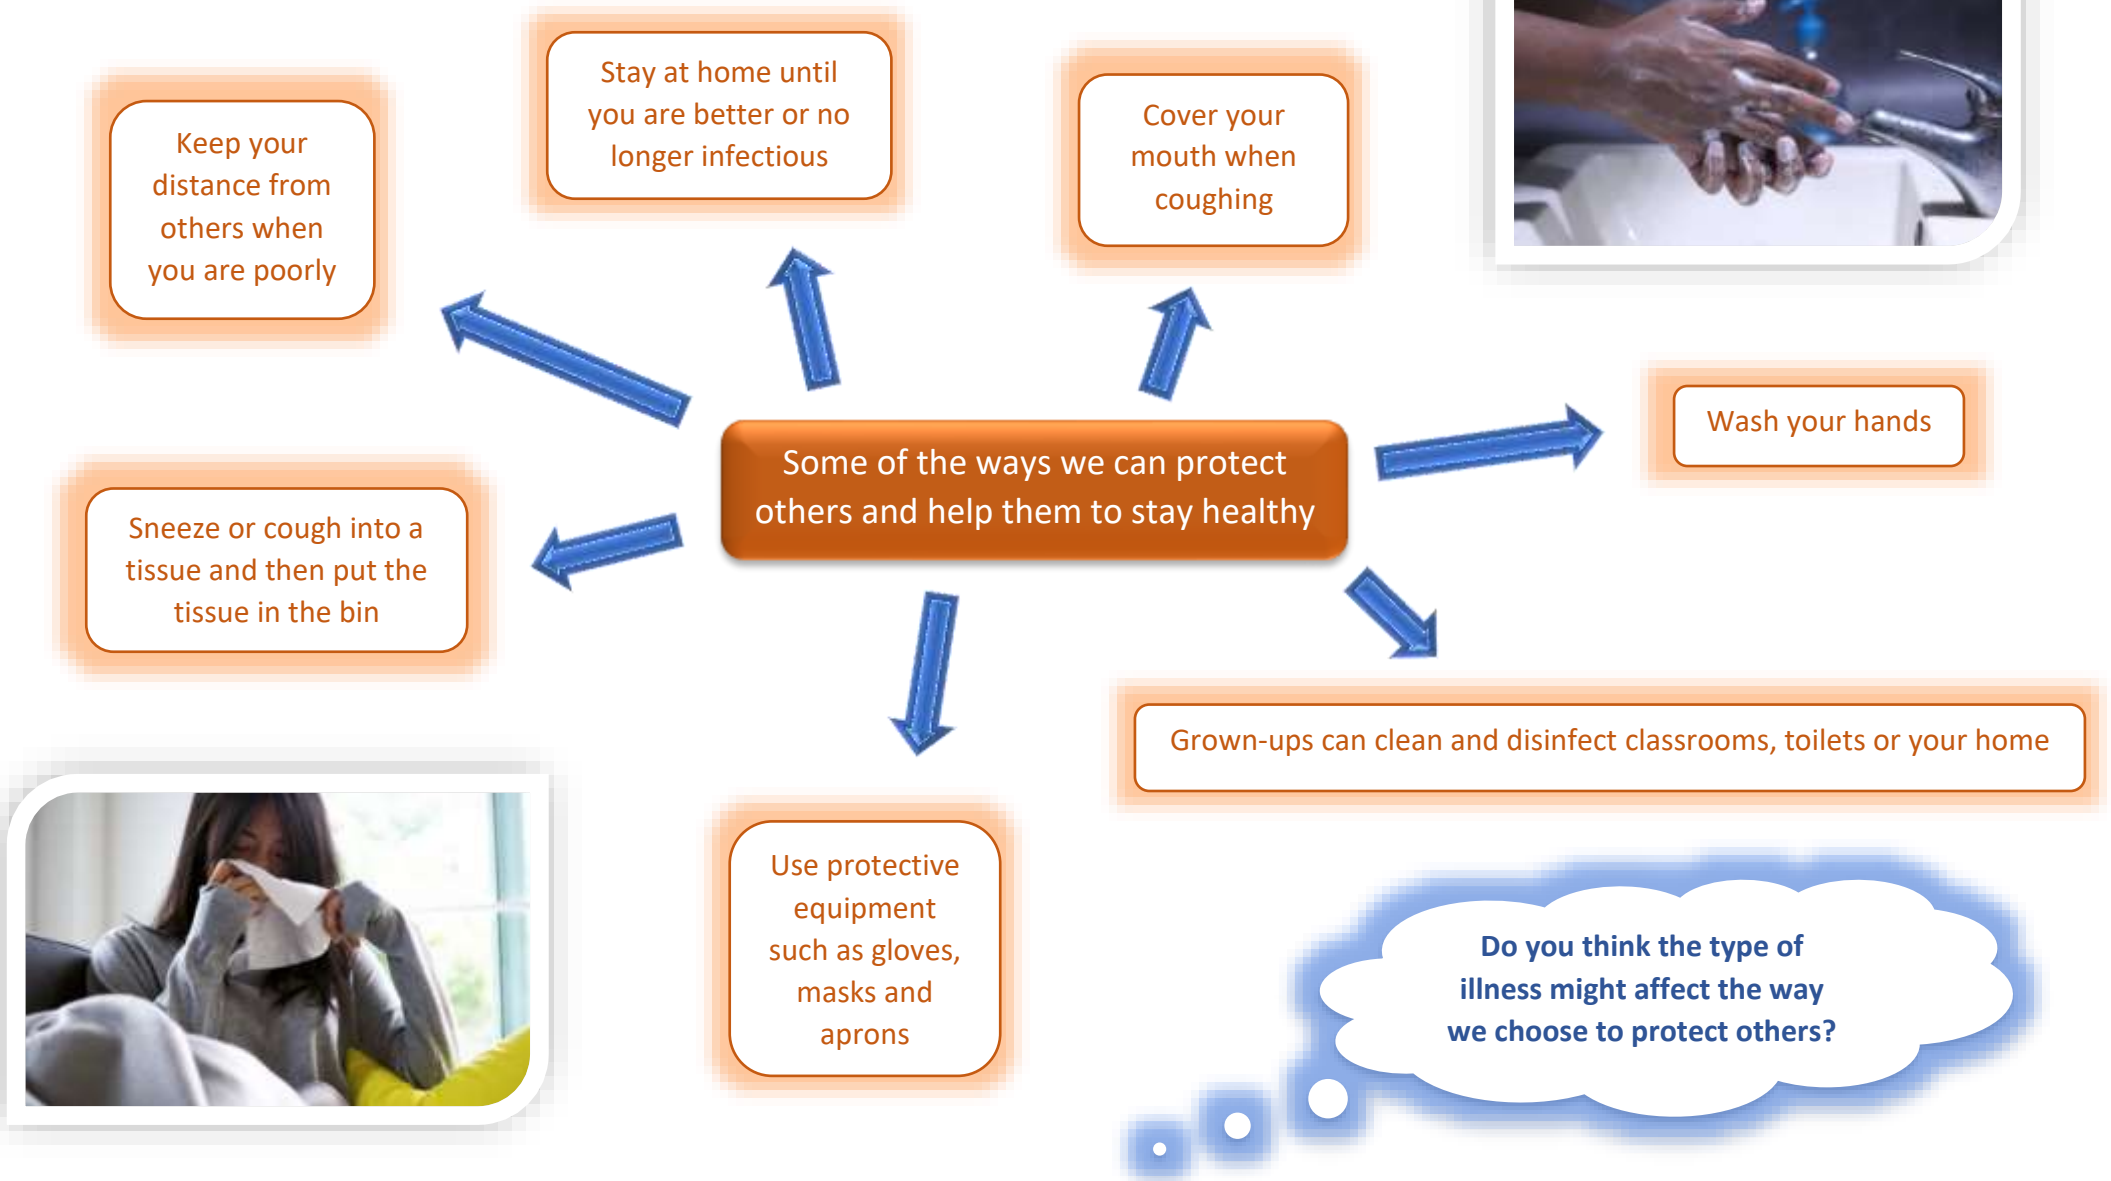 Stay at home until
you are better or no
longer infectious
Cover your
mouth when
coughing
Keep your
distance from
others when
you are poorly
Wash your hands
Some of the ways we can protect
others and help them to stay healthy
Sneeze or cough into a
tissue and then put the
tissue in the bin
Grown-ups can clean and disinfect classrooms, toilets or your home
Use protective
equipment
such as gloves,
masks and
aprons
Do you think the type of
illness might affect the way
we choose to protect others?